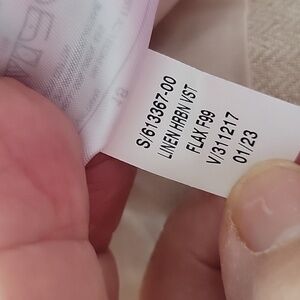 S/613367-00
LINEN HRBN VST
FLAX F99
V/311217
01/23